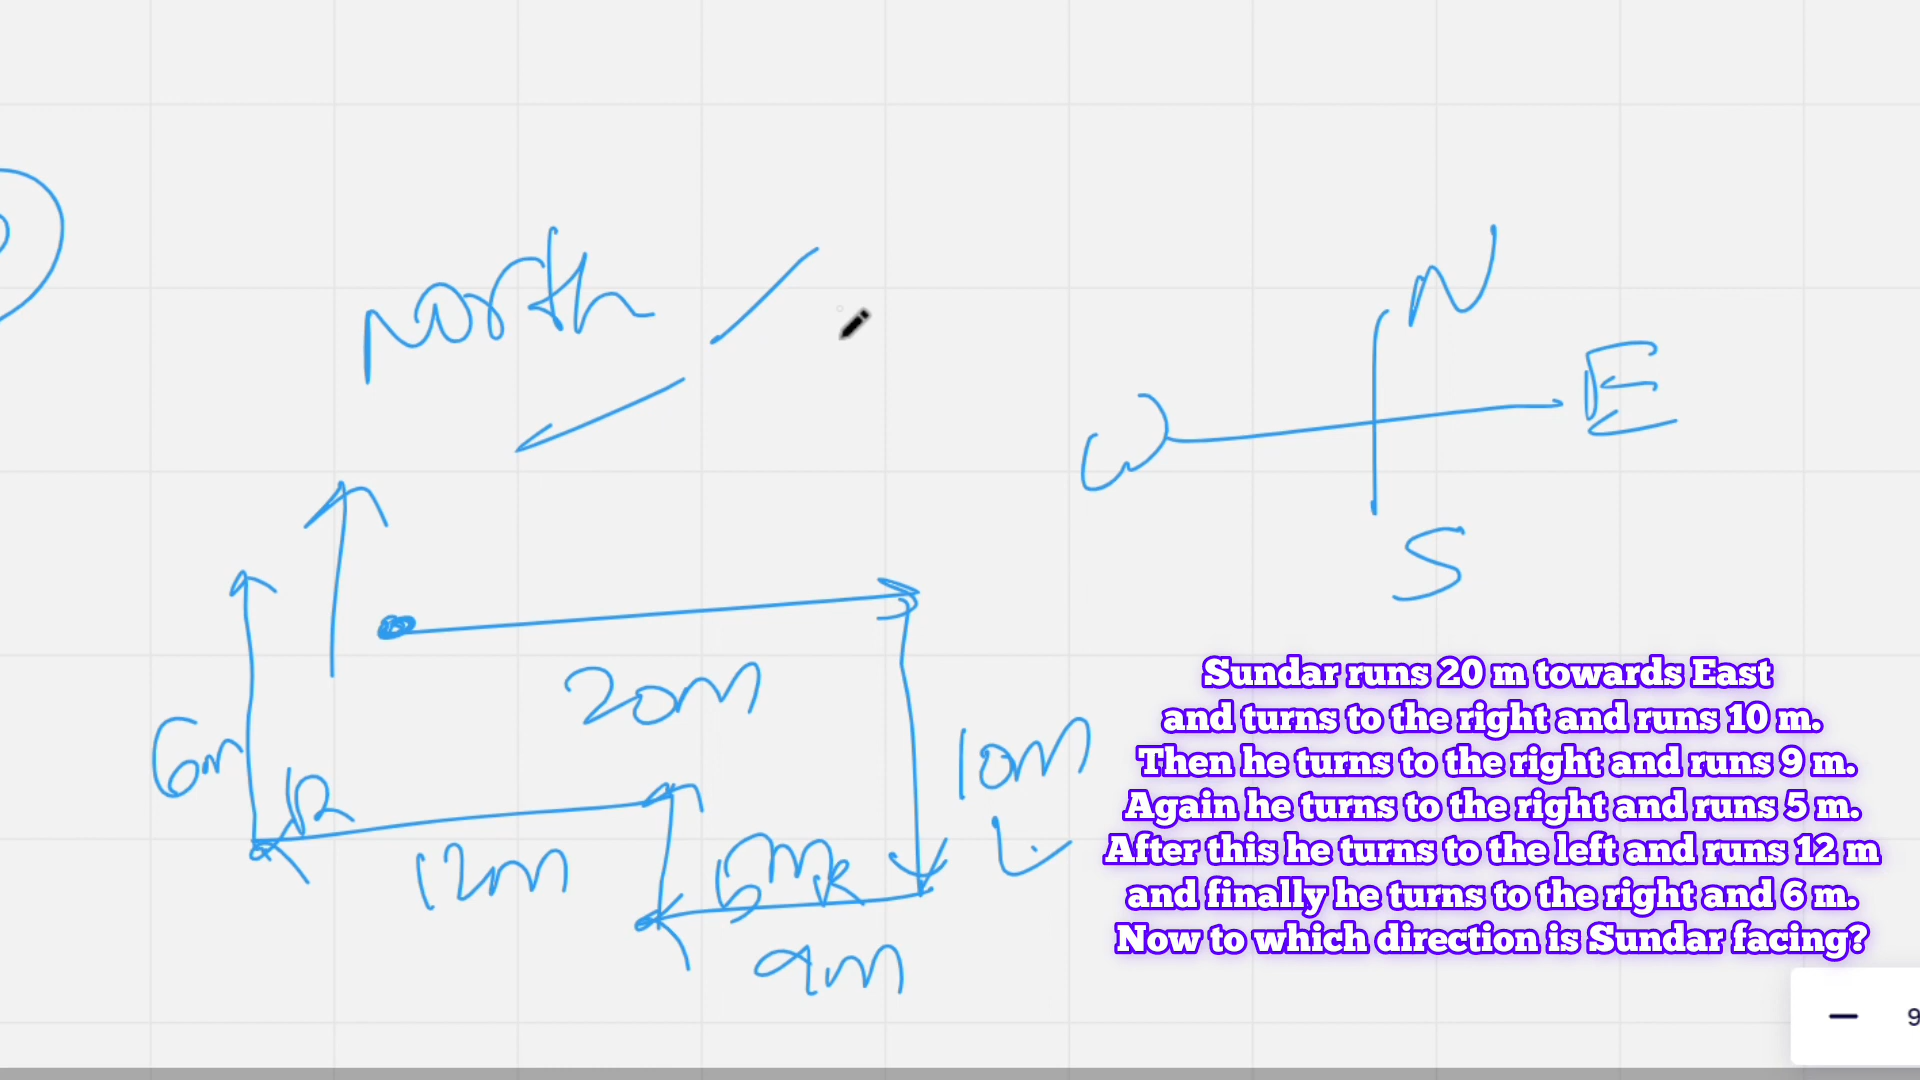 North
N
W
E
S
20m
10m
6m
R
12m
5m
R
L
9m
Sundar runs 20 m towards East
and turns to the right and runs 10 m.
Then he turns to the right and runs 9 m.
Again he turns to the right and runs 5 m.
After this he turns to the left and runs 12 m
and finally he turns to the right and 6 m.
Now to which direction is Sundar facing?
9